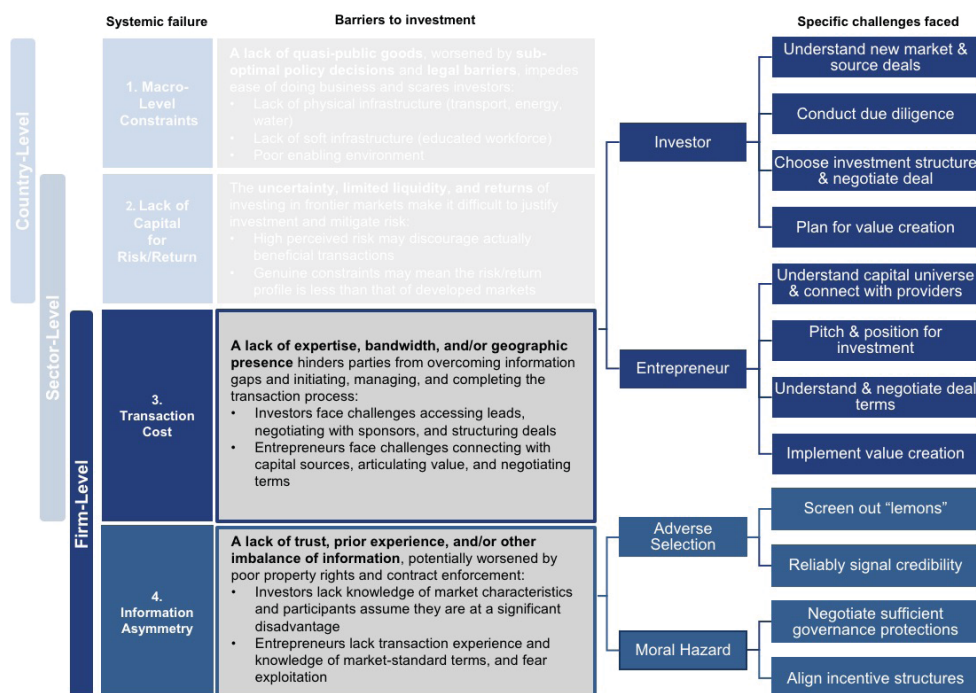 Systemic failure
Barriers to investment
Specific challenges faced
Country-Level
Sector-Level
Firm-Level
1. Macro-
Level
Constraints
A lack of quasi-public goods, worsened by sub-
optimal policy decisions and legal barriers, impedes
ease of doing business and scares investors:
• Lack of physical infrastructure (transport, energy,
water)
• Lack of soft infrastructure (educated workforce)
• Poor enabling environment
2. Lack of
Capital
for
Risk/Return
The uncertainty, limited liquidity, and returns of
investing in frontier markets make it difficult to justify
investment and mitigate risk:
• High perceived risk may discourage actually
beneficial transactions
• Genuine constraints may mean the risk/return
profile is less than that of developed markets
3.
Transaction
Cost
A lack of expertise, bandwidth, and/or geographic
presence hinders parties from overcoming information
gaps and initiating, managing, and completing the
transaction process:
• Investors face challenges accessing leads,
negotiating with sponsors, and structuring deals
• Entrepreneurs face challenges connecting with
capital sources, articulating value, and negotiating
terms
4.
Information
Asymmetry
A lack of trust, prior experience, and/or other
imbalance of information, potentially worsened by
poor property rights and contract enforcement:
• Investors lack knowledge of market characteristics
and participants assume they are at a significant
disadvantage
• Entrepreneurs lack transaction experience and
knowledge of market-standard terms, and fear
exploitation
Investor
Understand new market &
source deals
Conduct due diligence
Choose investment structure
& negotiate deal
Plan for value creation
Entrepreneur
Understand capital universe
& connect with providers
Pitch & position for
investment
Understand & negotiate deal
terms
Implement value creation
Adverse
Selection
Screen out “lemons”
Reliably signal credibility
Moral Hazard
Negotiate sufficient
governance protections
Align incentive structures